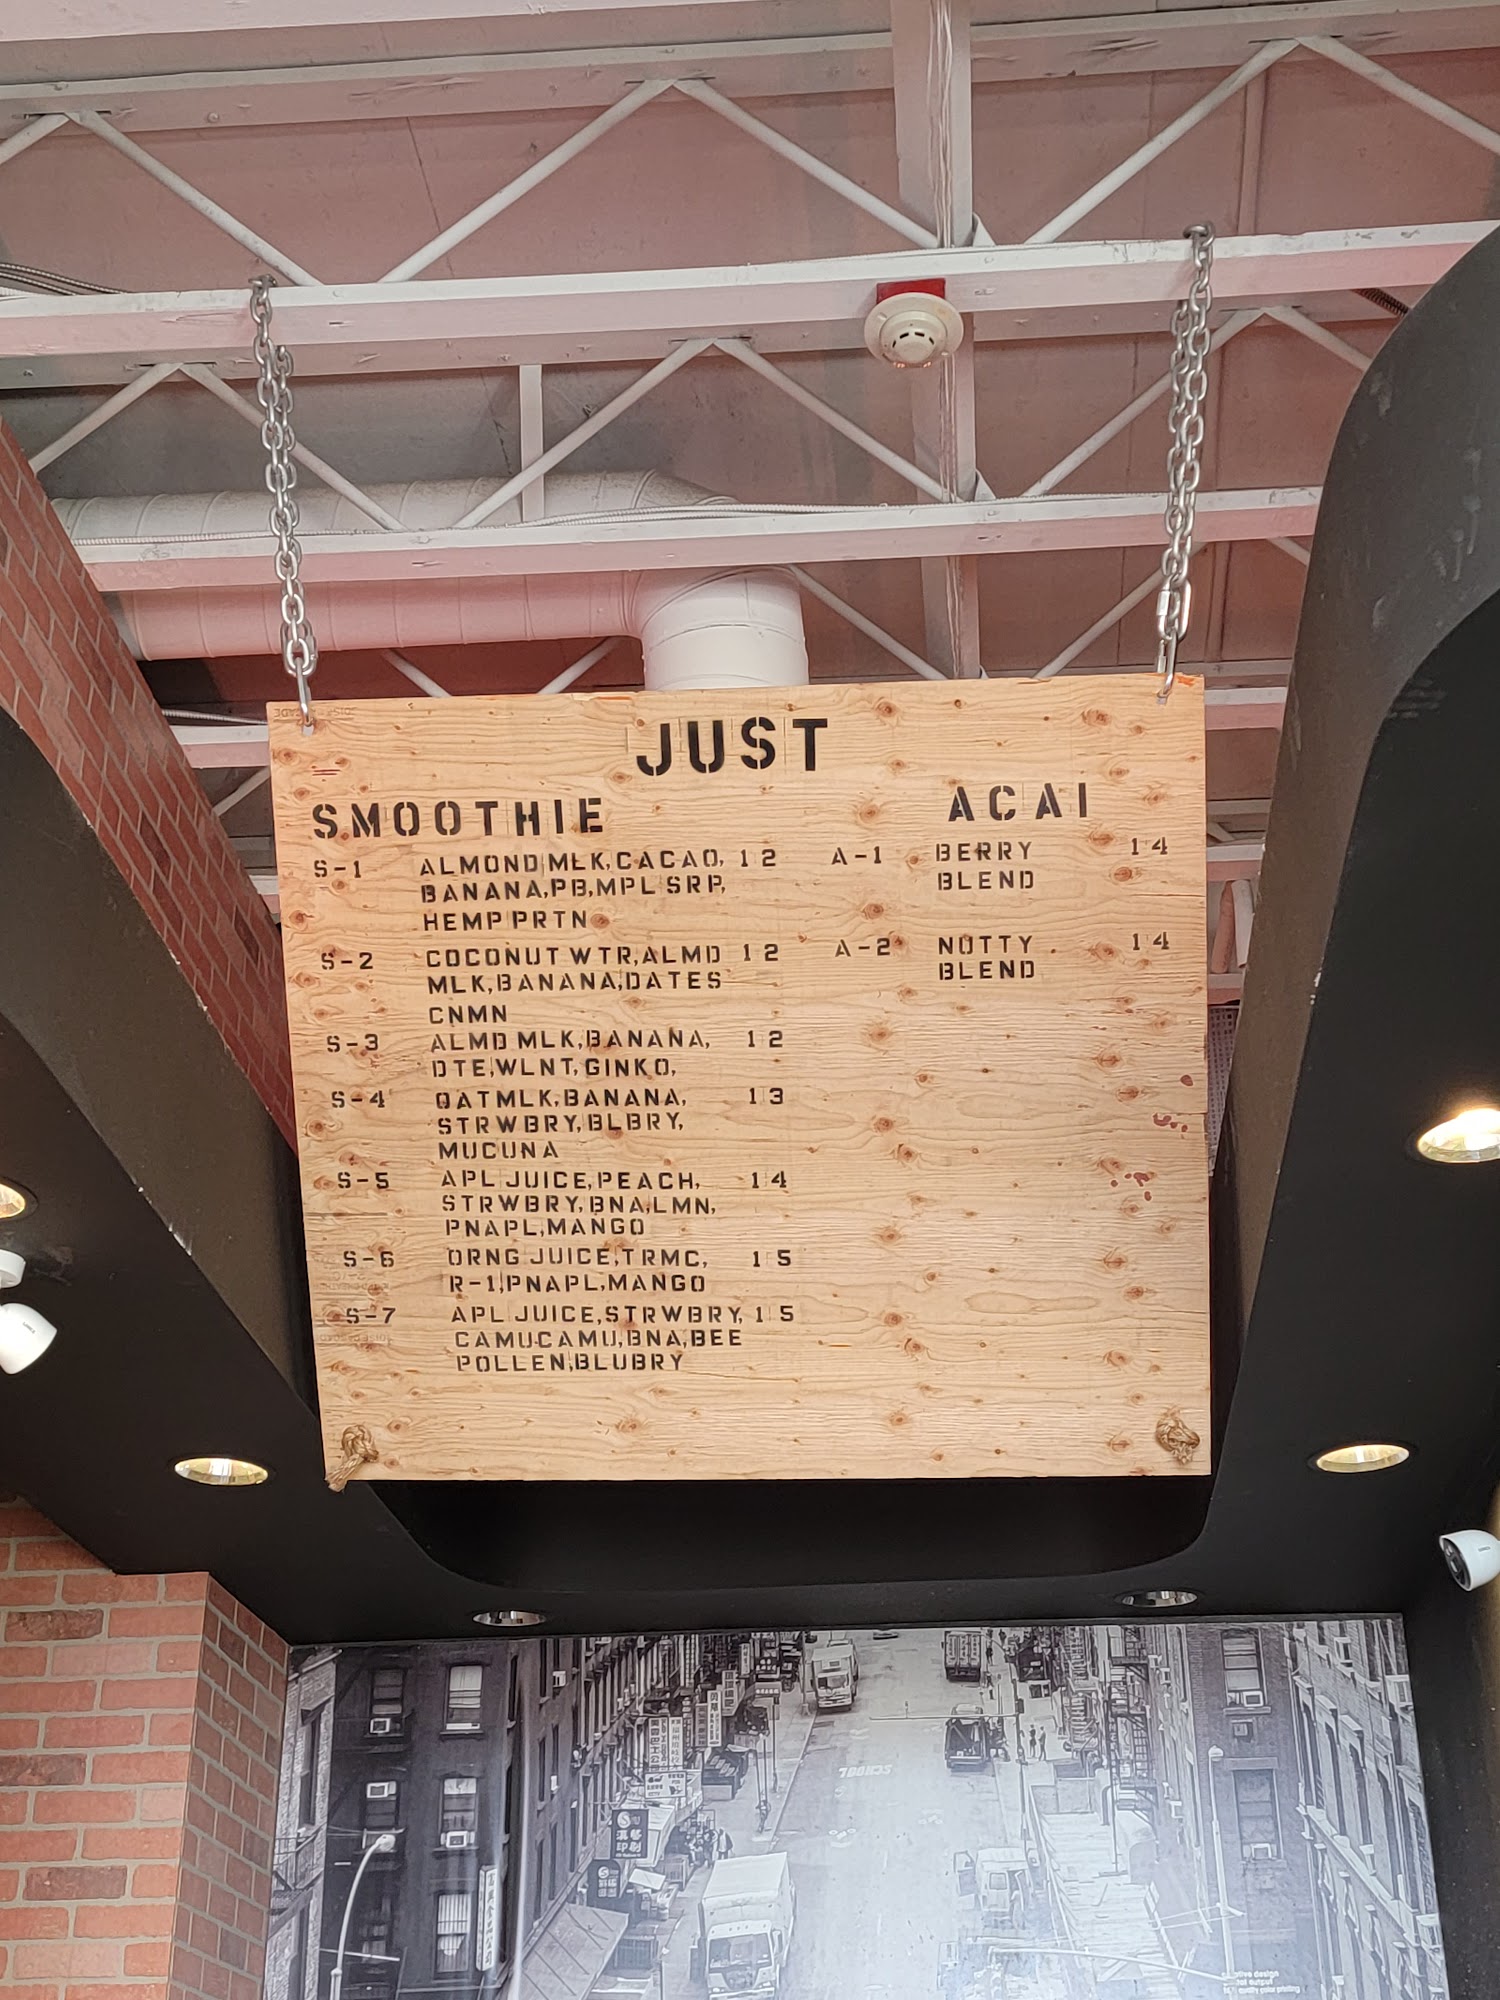 JUST
SMOOTHIE
S-1 ALMOND MLK,CACAO, 12
BANANA,PB,MPL SRP,
HEMP PRTN
S-2 COCONUT WTR,ALMD 12
MLK,BANANA,DATES
CNMN
S-3 ALMD MLK,BANANA, 12
DTE,WLNT,GINKO,
S-4 OATMLK,BANANA, 13
STRWBRY,BLBRY,
MUCUNA
S-5 APL JUICE,PEACH, 14
STRWBRY,BNA,LMN,
PNAPL,MANGO
S-6 ORNG JUICE,TRMC, 15
R-1,PNAPL,MANGO
S-7 APL JUICE,STRWBRY, 15
CAMUCAMU,BNA,BEE
POLLEN,BLUBRY
ACAI
A-1 BERRY 14
BLEND
A-2 NUTTY 14
BLEND
SCHOOL